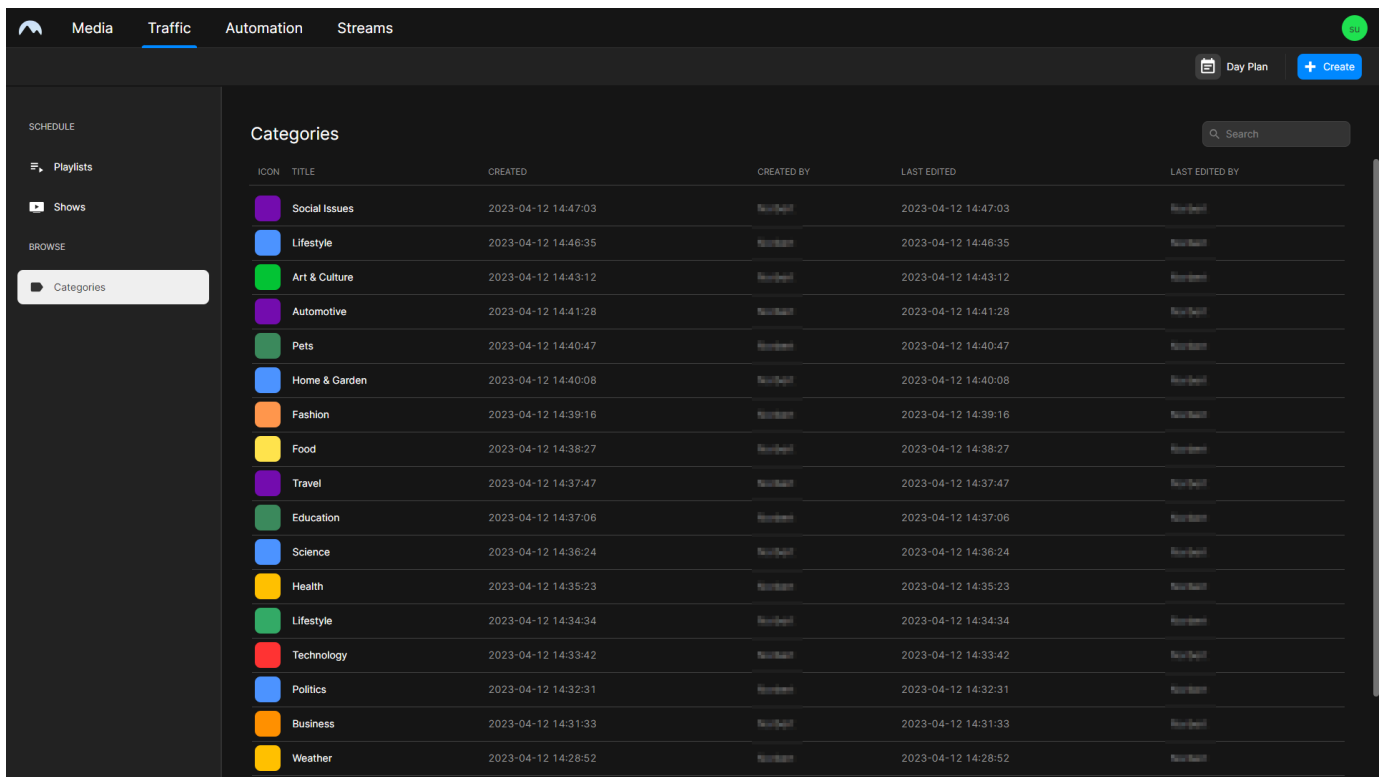 Media Traffic Automation Streams su
Day Plan + Create
SCHEDULE
Playlists
Shows
BROWSE
Categories
Categories
Search
ICON TITLE CREATED CREATED BY LAST EDITED LAST EDITED BY
Social Issues 2023-04-12 14:47:03 2023-04-12 14:47:03
Lifestyle 2023-04-12 14:46:35 2023-04-12 14:46:35
Art & Culture 2023-04-12 14:43:12 2023-04-12 14:43:12
Automotive 2023-04-12 14:41:28 2023-04-12 14:41:28
Pets 2023-04-12 14:40:47 2023-04-12 14:40:47
Home & Garden 2023-04-12 14:40:08 2023-04-12 14:40:08
Fashion 2023-04-12 14:39:16 2023-04-12 14:39:16
Food 2023-04-12 14:38:27 2023-04-12 14:38:27
Travel 2023-04-12 14:37:47 2023-04-12 14:37:47
Education 2023-04-12 14:37:06 2023-04-12 14:37:06
Science 2023-04-12 14:36:24 2023-04-12 14:36:24
Health 2023-04-12 14:35:23 2023-04-12 14:35:23
Lifestyle 2023-04-12 14:34:34 2023-04-12 14:34:34
Technology 2023-04-12 14:33:42 2023-04-12 14:33:42
Politics 2023-04-12 14:32:31 2023-04-12 14:32:31
Business 2023-04-12 14:31:33 2023-04-12 14:31:33
Weather 2023-04-12 14:28:52 2023-04-12 14:28:52